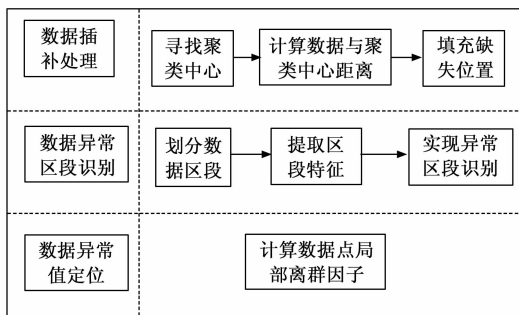 数据插
补处理
寻找聚
类中心
计算数据与聚
类中心距离
填充缺
失位置
数据异常
区段识别
划分数
据区段
提取区
段特征
实现异常
区段识别
数据异常
值定位
计算数据点局
部离群因子